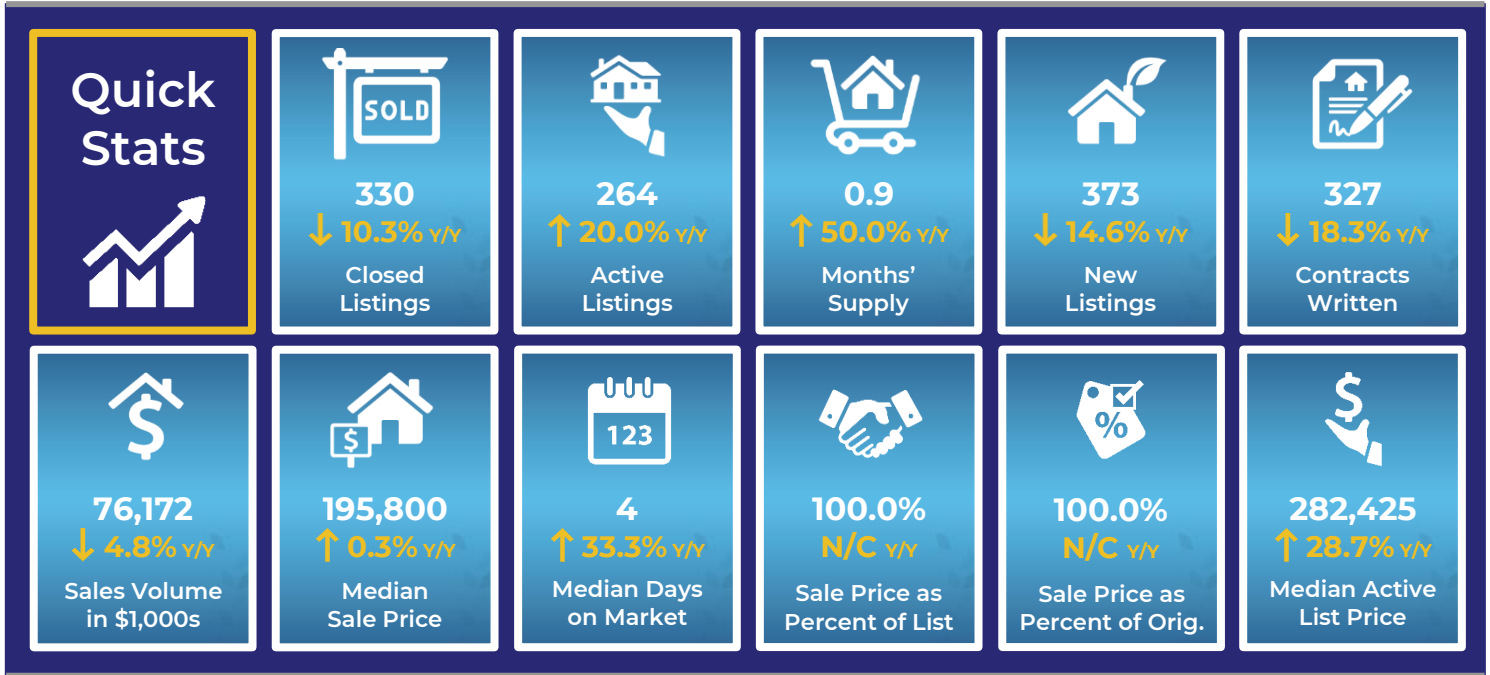 Quick
Stats
SOLD
330
↓ 10.3% Y/Y
Closed
Listings
264
↑ 20.0% Y/Y
Active
Listings
0.9
↑ 50.0% Y/Y
Months’
Supply
373
↓ 14.6% Y/Y
New
Listings
327
↓ 18.3% Y/Y
Contracts
Written
$
76,172
↓ 4.8% Y/Y
Sales Volume
in $1,000s
$
195,800
↑ 0.3% Y/Y
Median
Sale Price
123
4
↑ 33.3% Y/Y
Median Days
on Market
100.0%
N/C Y/Y
Sale Price as
Percent of List
%
100.0%
N/C Y/Y
Sale Price as
Percent of Orig.
$
282,425
↑ 28.7% Y/Y
Median Active
List Price